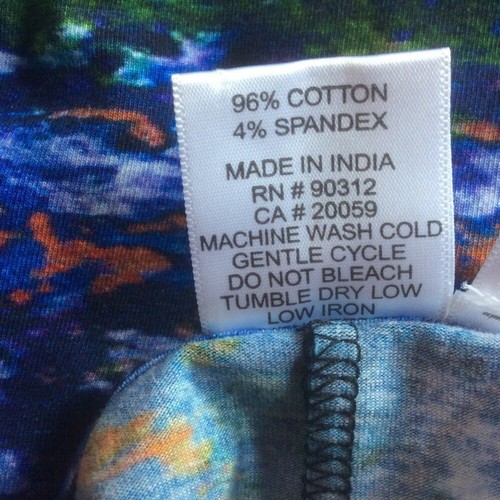 96% COTTON
4% SPANDEX
MADE IN INDIA
RN # 90312
CA # 20059
MACHINE WASH COLD
GENTLE CYCLE
DO NOT BLEACH
TUMBLE DRY LOW
LOW IRON